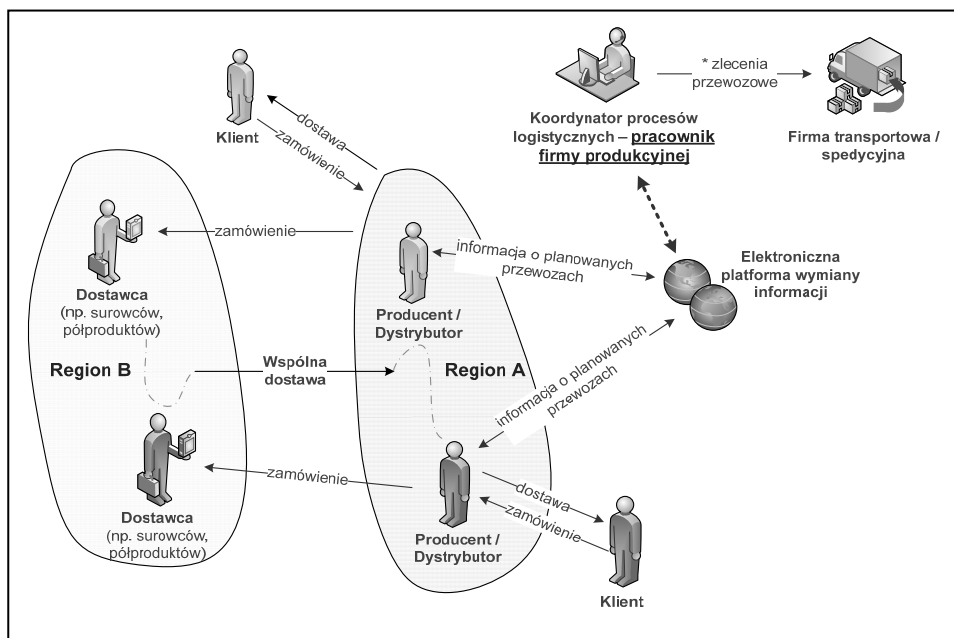 * zlecenia
przewozowe
Koordynator procesów
logistycznych – pracownik
firmy produkcyjnej
Firma transportowa /
spedycyjna
Klient
dostawa
zamówienie
zamówienie
Dostawca
(np. surowców,
półproduktów)
Producent /
Dystrybutor
informacja o planowanych
przewozach
Elektroniczna
platforma wymiany
informacji
Region B
Wspólna
dostawa
Region A
informacja o planowanych
przewozach
zamówienie
Dostawca
(np. surowców,
półproduktów)
Producent /
Dystrybutor
dostawa
zamówienie
Klient